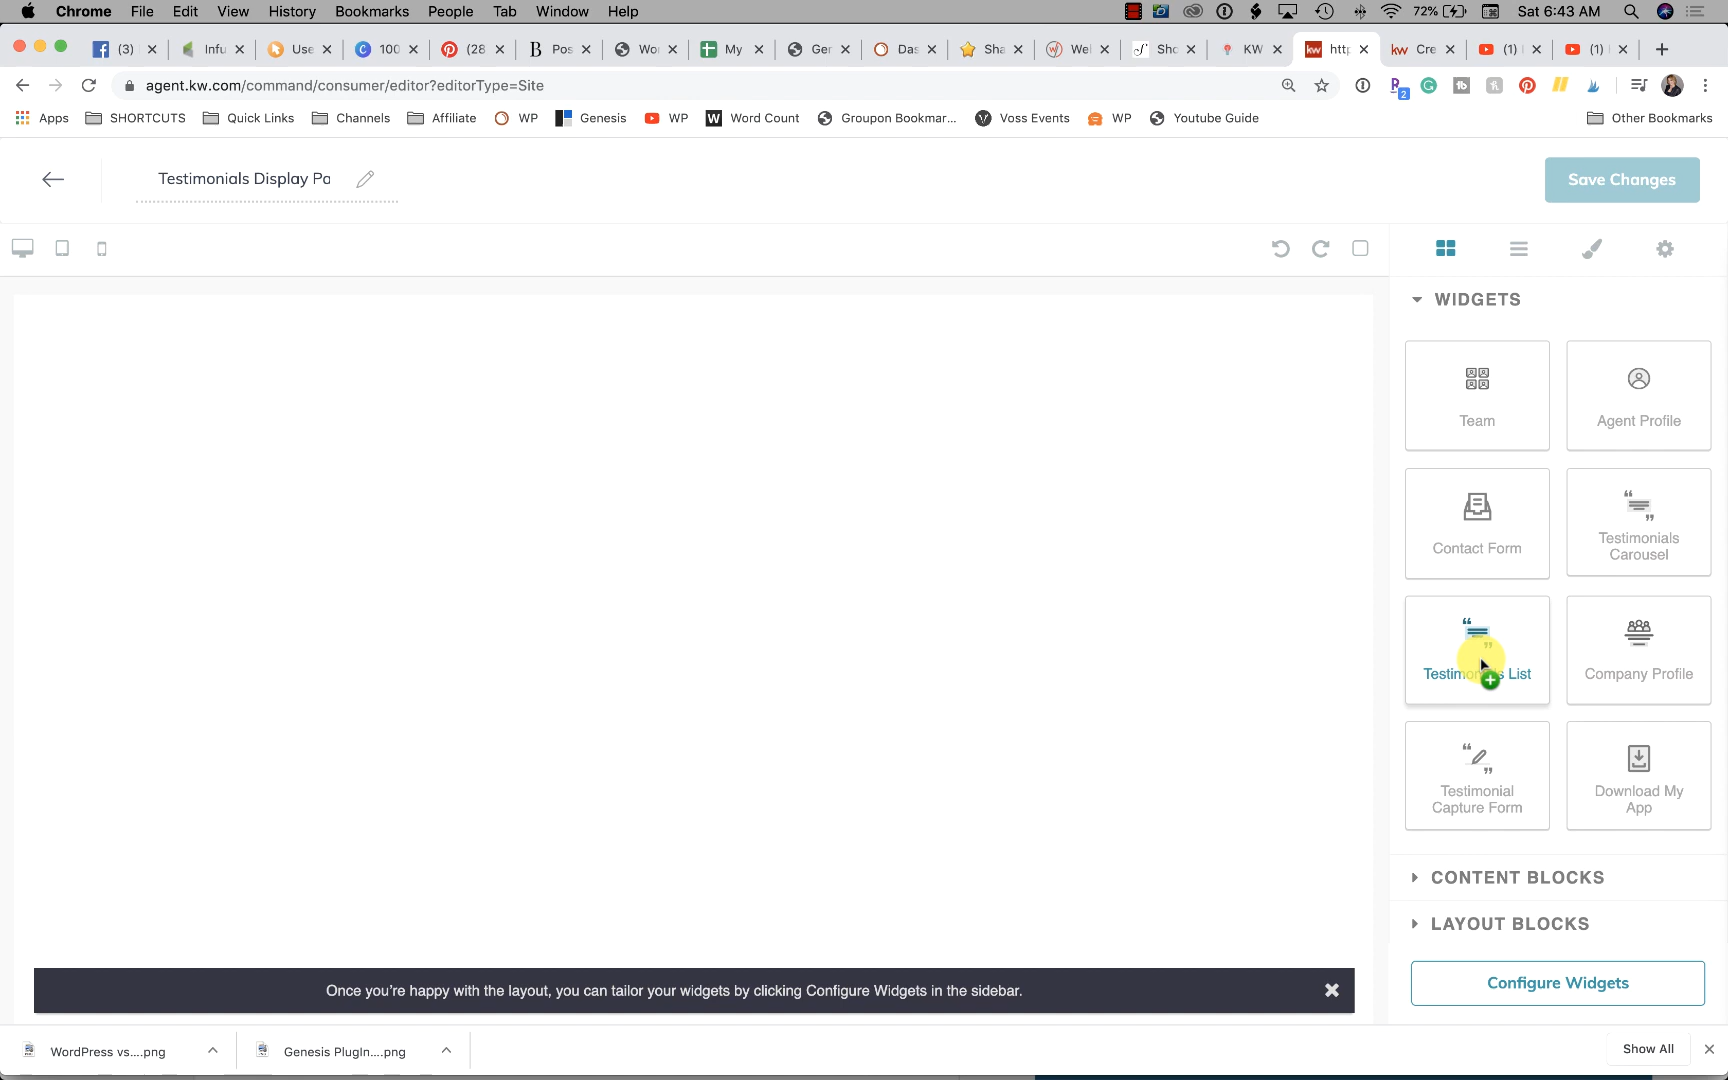 Chrome File Edit View History Bookmarks People Tab Window Help 72% Sat 6:43 AM
(3) Infu Use 100 (28 Pos Wo My Ger Das Sha Wel Sho KW http Cre (1) (1)
agent.kw.com/command/consumer/editor?editorType=Site
Apps SHORTCUTS Quick Links Channels Affiliate WP Genesis WP Word Count Groupon Bookmar... Voss Events WP Youtube Guide Other Bookmarks
Testimonials Display Pa
Save Changes
WIDGETS
Team
Agent Profile
Contact Form
Testimonials
Carousel
Testimonials List
Company Profile
Testimonial
Capture Form
Download My
App
CONTENT BLOCKS
LAYOUT BLOCKS
Once you're happy with the layout, you can tailor your widgets by clicking Configure Widgets in the sidebar.
Configure Widgets
WordPress vs....png
Genesis PlugIn....png
Show All